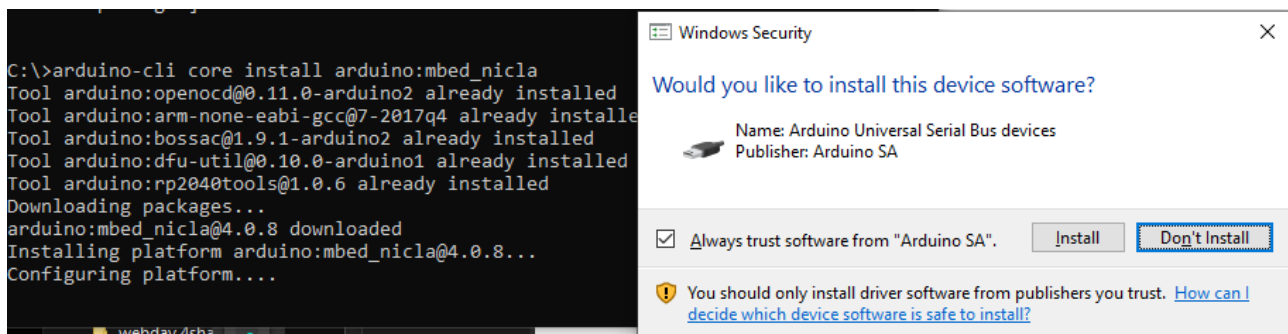 C:\>arduino-cli core install arduino:mbed_nicla
Tool arduino:openocd@0.11.0-arduino2 already installed
Tool arduino:arm-none-eabi-gcc@7-2017q4 already installe
Tool arduino:bossac@1.9.1-arduino2 already installed
Tool arduino:dfu-util@0.10.0-arduino1 already installed
Tool arduino:rp2040tools@1.0.6 already installed
Downloading packages...
arduino:mbed_nicla@4.0.8 downloaded
Installing platform arduino:mbed_nicla@4.0.8...
Configuring platform....
Windows Security
Would you like to install this device software?
Name: Arduino Universal Serial Bus devices
Publisher: Arduino SA
Always trust software from "Arduino SA".
Install
Don't Install
You should only install driver software from publishers you trust. How can I
decide which device software is safe to install?